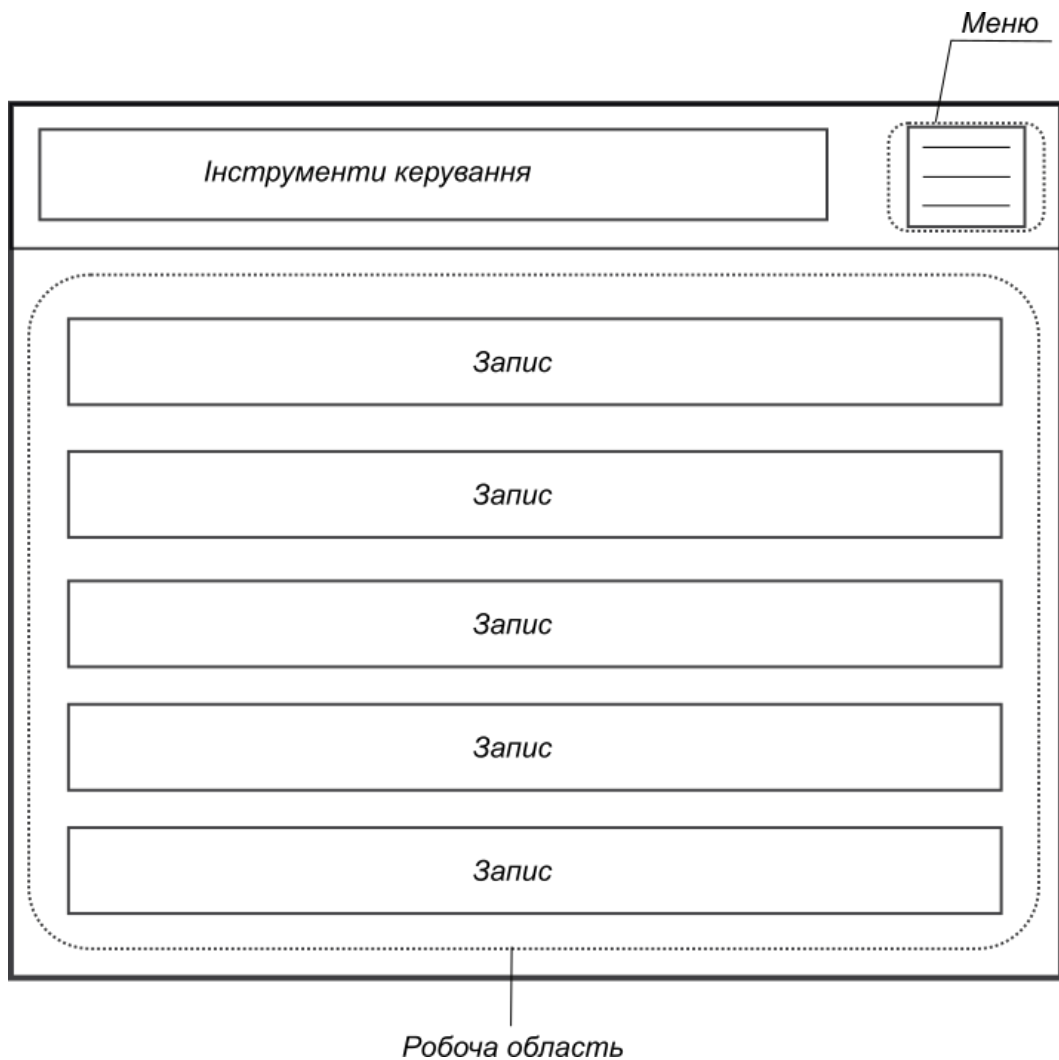 Меню
Інструменти керування
Запис
Запис
Запис
Запис
Запис
Робоча область